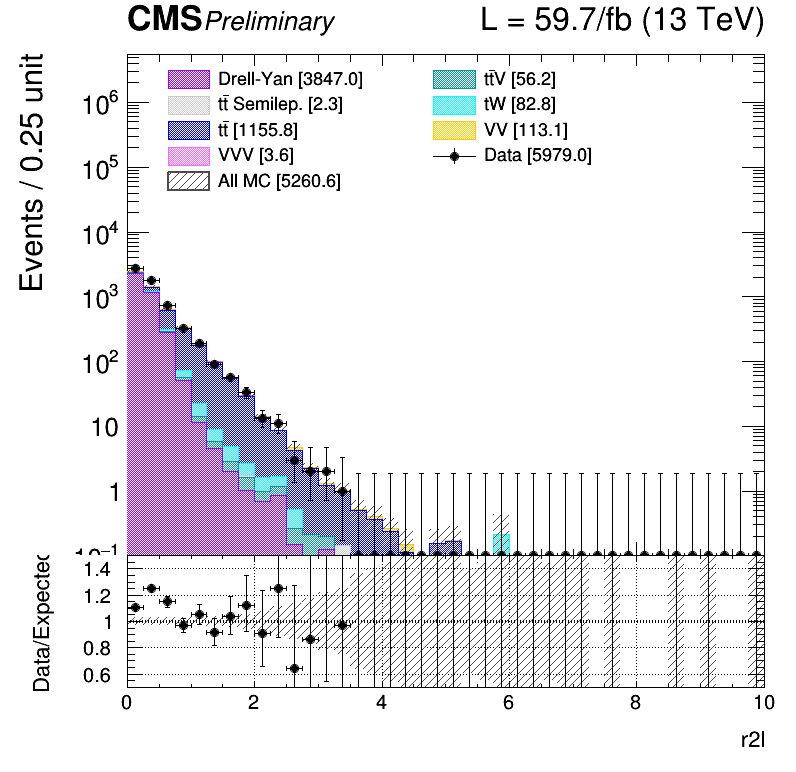 CMS Preliminary L = 59.7/fb (13 TeV)
Events / 0.25 unit
Drell-Yan [3847.0]
tt̄ Semilep. [2.3]
tt̄ [1155.8]
VVV [3.6]
All MC [5260.6]
tt̄V [56.2]
tW [82.8]
VV [113.1]
Data [5979.0]
10⁶
10⁵
10⁴
10³
10²
10
1
10⁻¹
Data/Expected
1.4
1.2
1
0.8
0.6
0 2 4 6 8 10
r2l